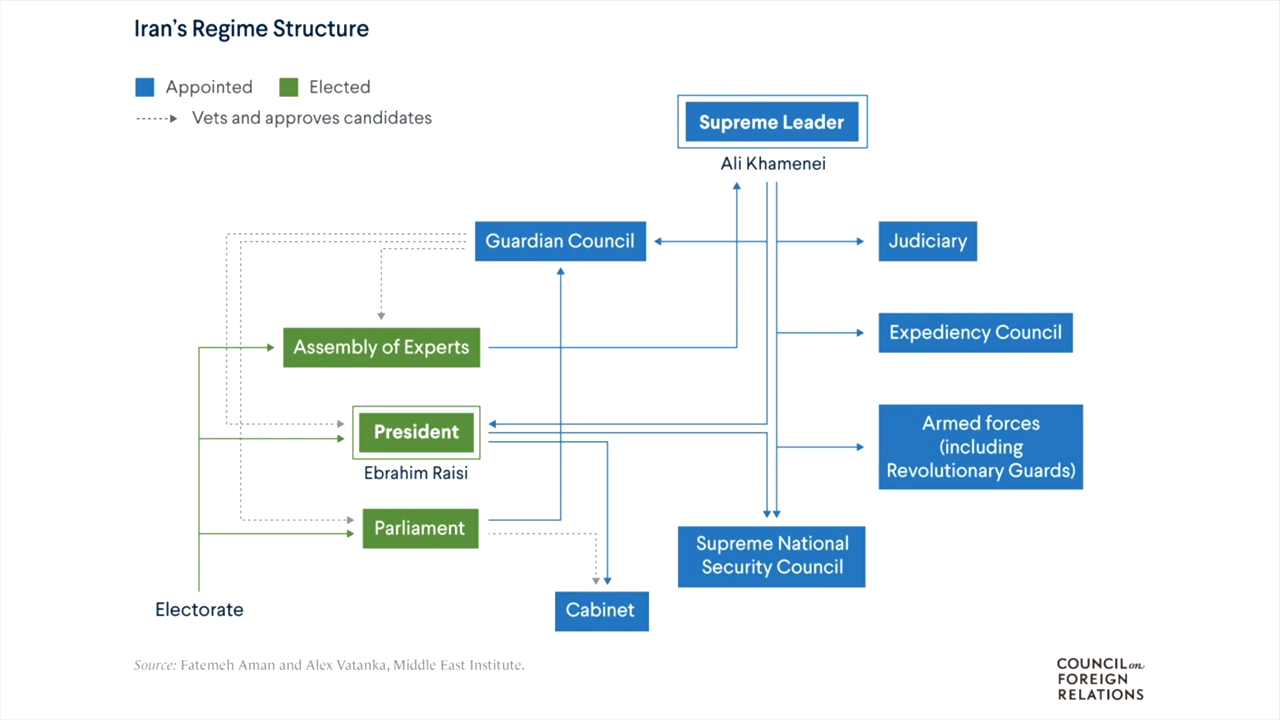 Iran's Regime Structure
Appointed
Elected
Vets and approves candidates
Supreme Leader
Ali Khamenei
Guardian Council
Judiciary
Expediency Council
Assembly of Experts
President
Ebrahim Raisi
Armed forces
(including
Revolutionary Guards)
Parliament
Supreme National
Security Council
Electorate
Cabinet
Source: Fatemeh Aman and Alex Vatanka, Middle East Institute.
COUNCIL on
FOREIGN
RELATIONS